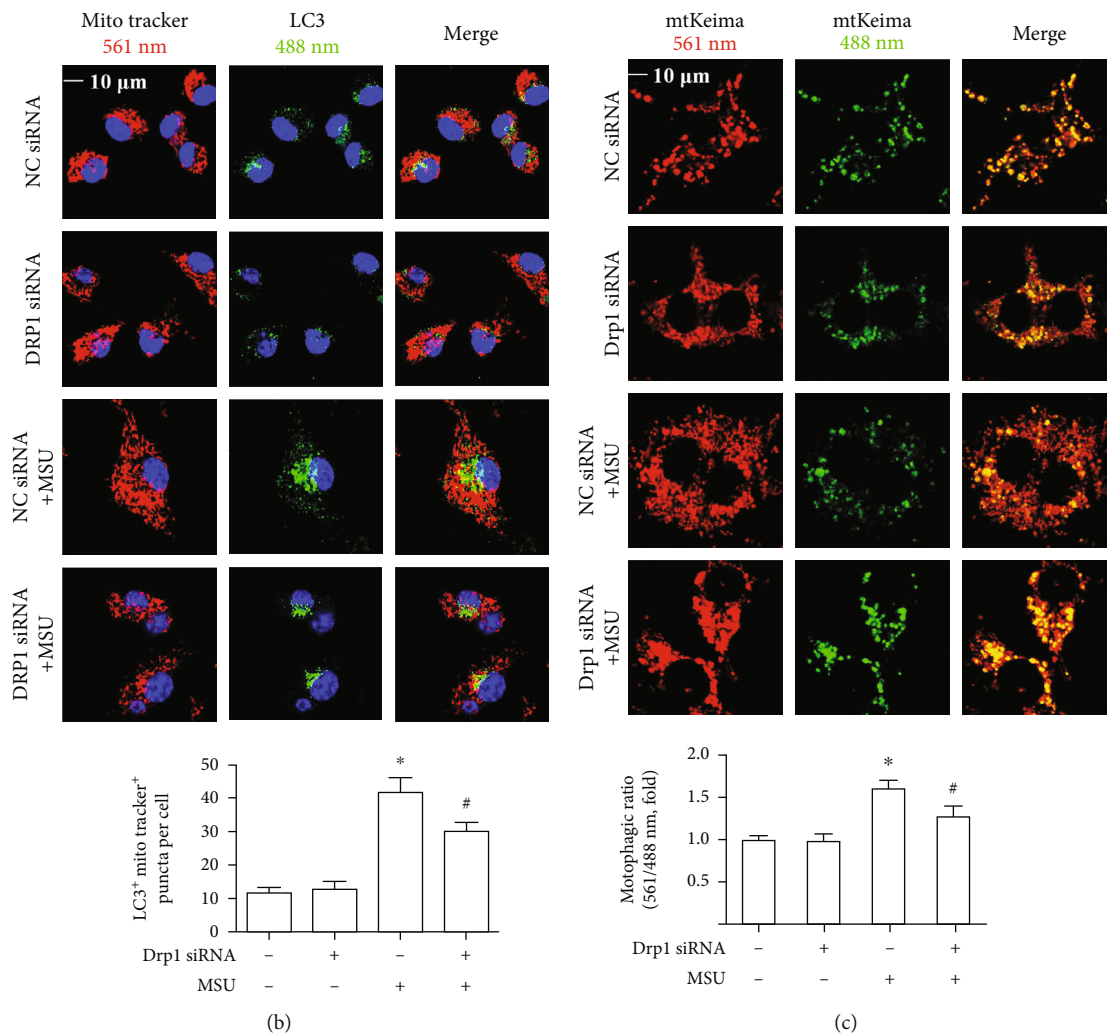 Mito tracker
561 nm
LC3
488 nm
Merge
10 μm
NC siRNA
DRP1 siRNA
NC siRNA
+MSU
DRP1 siRNA
+MSU
LC3+ mito tracker+
puncta per cell
50
40
30
20
10
0
*
#
Drp1 siRNA – + – +
MSU – – + +
(b)
mtKeima
561 nm
mtKeima
488 nm
Merge
10 μm
NC siRNA
Drp1 siRNA
NC siRNA
+MSU
Drp1 siRNA
+MSU
Motophagic ratio
(561/488 nm, fold)
2.0
1.5
1.0
0.5
*
#
Drp1 siRNA – + – +
MSU – – + +
(c)